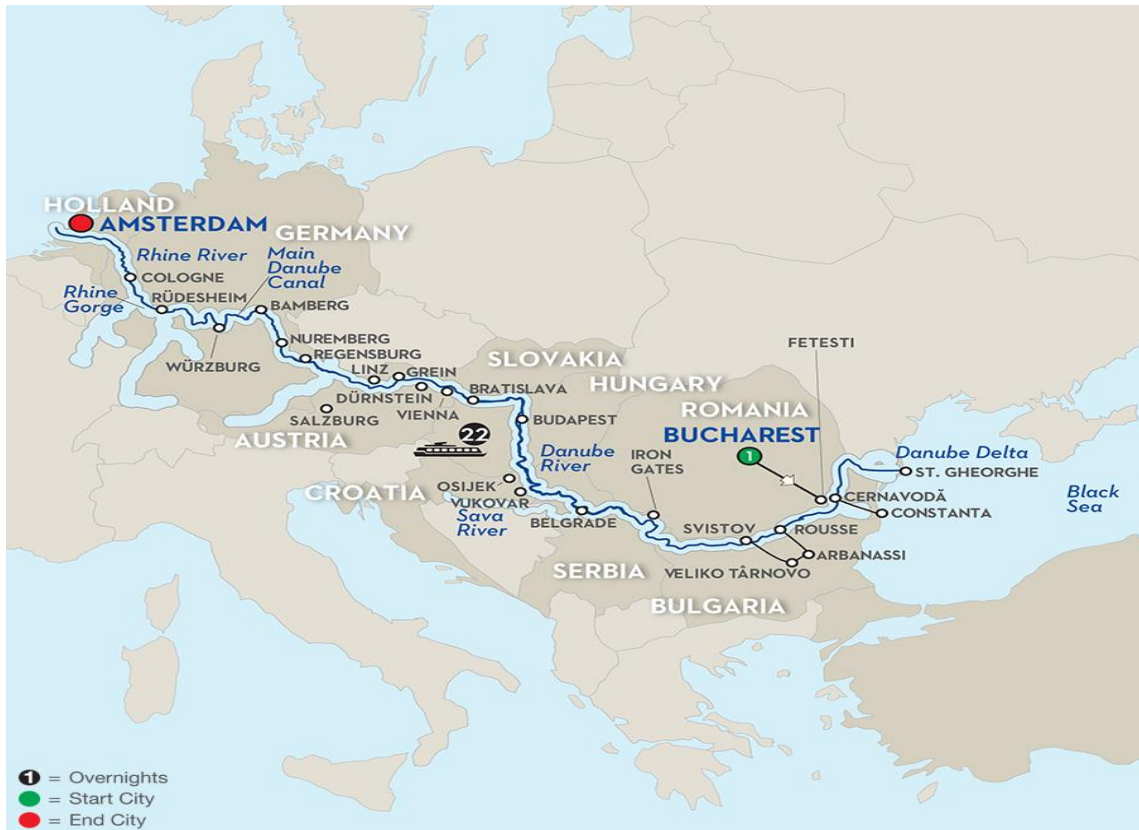 HOLLAND
AMSTERDAM
GERMANY
Rhine River
Main
Danube
Canal
COLOGNE
Rhine
Gorge
RÜDESHEIM
BAMBERG
WÜRZBURG
NUREMBERG
REGENSBURG
LINZ
GREIN
SLOVAKIA
FETESTI
DÜRNSTEIN
BRATISLAVA
HUNGARY
SALZBURG
VIENNA
BUDAPEST
ROMANIA
BUCHAREST
1
AUSTRIA
22
Danube
River
IRON
GATES
Danube Delta
ST. GHEORGHE
CROATIA
OSIJEK
VUKOVAR
Sava
River
BELGRADE
CERNAVODĂ
CONSTANTA
Black
Sea
SVISTOV
ROUSSE
ARBANASSI
SERBIA
VELIKO TÂRNOVO
BULGARIA
1 = Overnights
= Start City
= End City